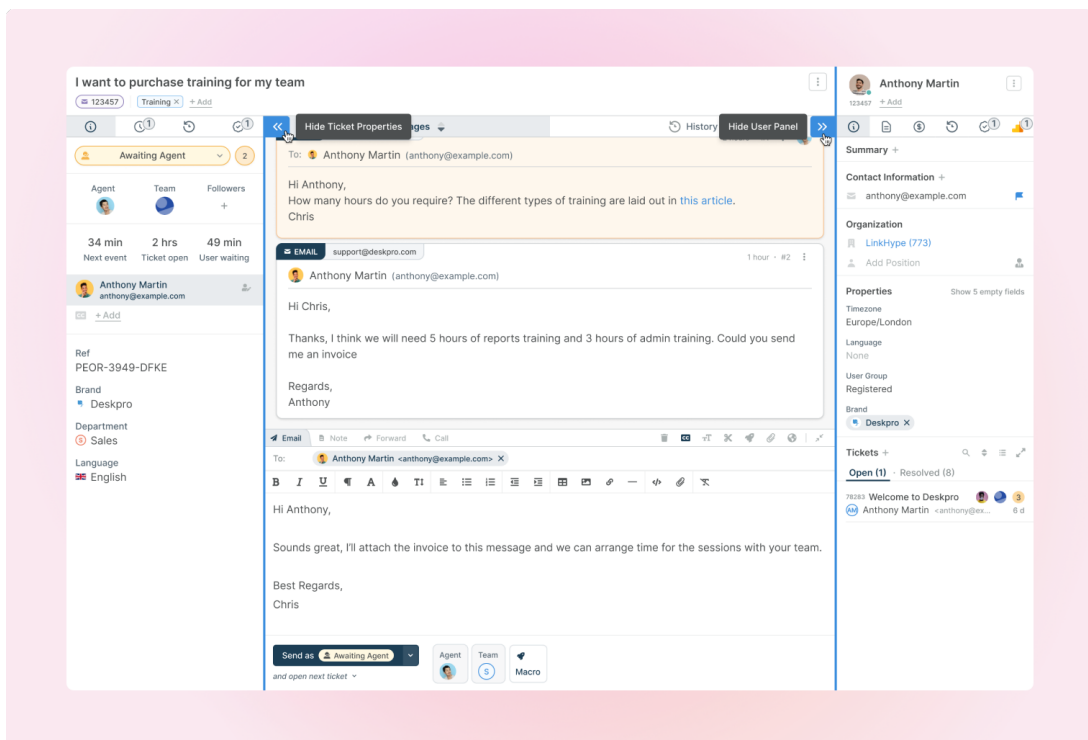 I want to purchase training for my team
123457
Training ×
+ Add
1
1
Hide Ticket Properties
ages
History
Hide User Panel
Awaiting Agent
2
Agent
Team
Followers
+
34 min
2 hrs
49 min
Next event
Ticket open
User waiting
Anthony Martin
anthony@example.com
CC
+ Add
Ref
PEOR-3949-DFKE
Brand
Deskpro
Department
S Sales
Language
English
To: Anthony Martin (anthony@example.com)
Hi Anthony,
How many hours do you require? The different types of training are laid out in this article.
Chris
EMAIL
support@deskpro.com
1 hour · #2
Anthony Martin (anthony@example.com)
Hi Chris,
Thanks, I think we will need 5 hours of reports training and 3 hours of admin training. Could you send
me an invoice
Regards,
Anthony
Email
Note
Forward
Call
CC
To: Anthony Martin <anthony@example.com> ×
Hi Anthony,
Sounds great, I'll attach the invoice to this message and we can arrange time for the sessions with your team.
Best Regards,
Chris
Send as Awaiting Agent
and open next ticket
Agent
Team
S
Macro
Anthony Martin
123457
+ Add
1
1
Summary +
Contact Information +
anthony@example.com
Organization
LinkHype (773)
Add Position
Properties
Show 5 empty fields
Timezone
Europe/London
Language
None
User Group
Registered
Brand
Deskpro ×
Tickets +
Open (1) · Resolved (8)
78283 Welcome to Deskpro
3
AM Anthony Martin <anthony@ex...
6 d